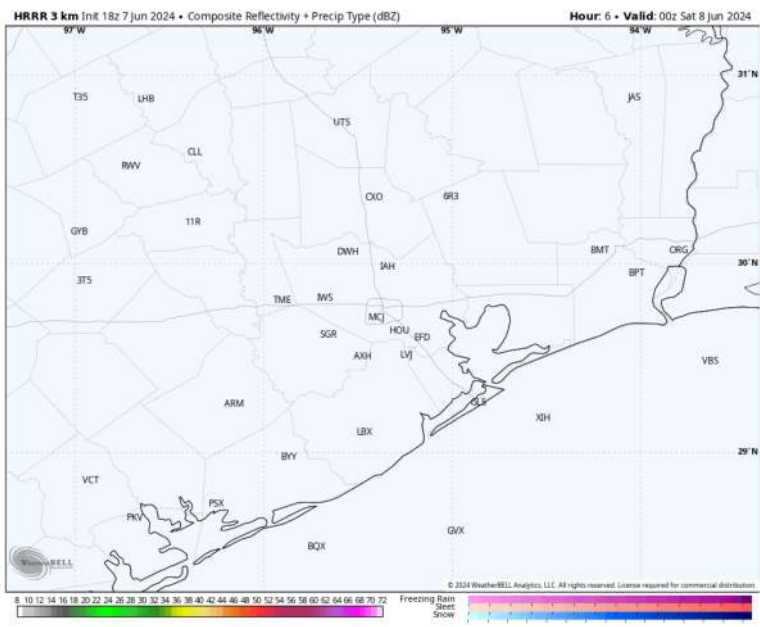 HRRR 3 km Init 18z 7 Jun 2024 • Composite Reflectivity + Precip Type (dBZ) Hour: 6 • Valid: 00z Sat 8 Jun 2024
97°W 96°W 95°W 94°W
31°N
T35 LHB JAS
UTS
CLL
RWV
CXO 6R3
11R
GYB
DWH BMT ORG
IAH 30°N
3T5 BPT
TME IWS
MCJ
SGR HOU EFD
AXH LVJ VBS
ARM GLS
XIH
LBX
BYY 29°N
VCT
PSX
PKV
GVX
BQX
WeatherBELL
© 2024 WeatherBELL Analytics, LLC. All rights reserved. License required for commercial distribution.
8 10 12 14 16 18 20 22 24 26 28 30 32 34 36 38 40 42 44 46 48 50 52 54 56 58 60 62 64 66 68 70 72
Freezing Rain
Sleet
Snow